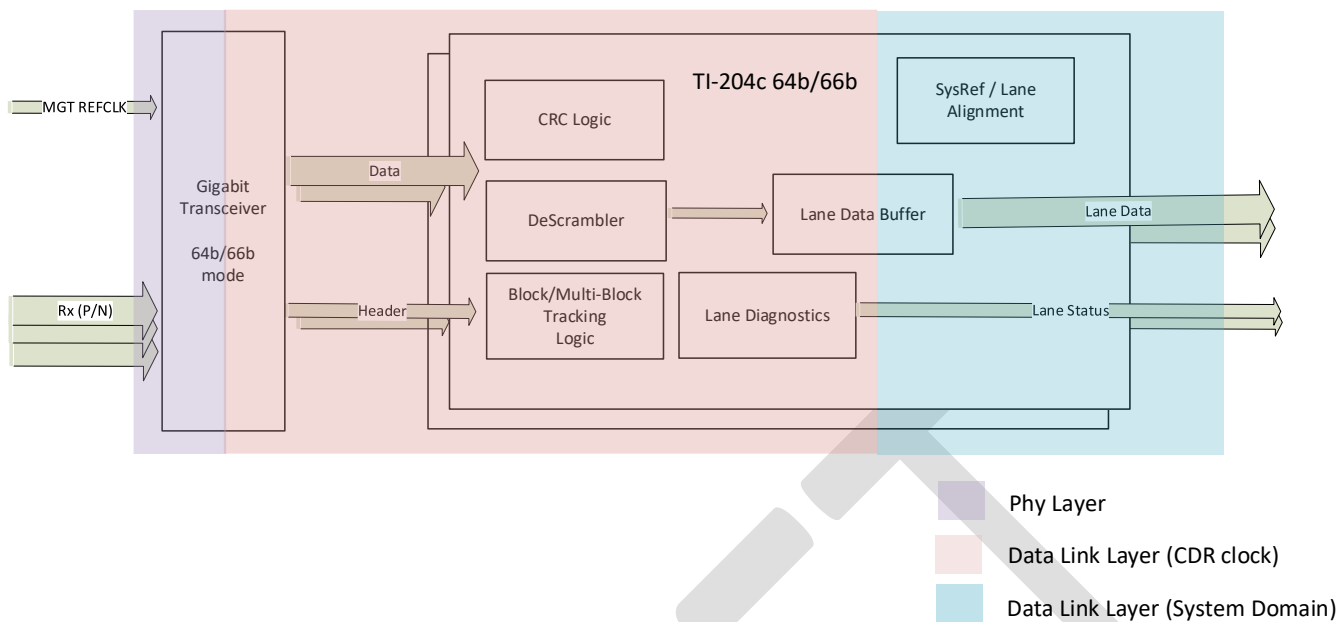 TI-204c 64b/66b
SysRef / Lane
Alignment
MGT REFCLK
CRC Logic
Data
Gigabit
Transceiver
64b/66b
mode
DeScrambler
Lane Data Buffer
Lane Data
Rx (P/N)
Header
Block/Multi-Block
Tracking
Logic
Lane Diagnostics
Lane Status
Phy Layer
Data Link Layer (CDR clock)
Data Link Layer (System Domain)